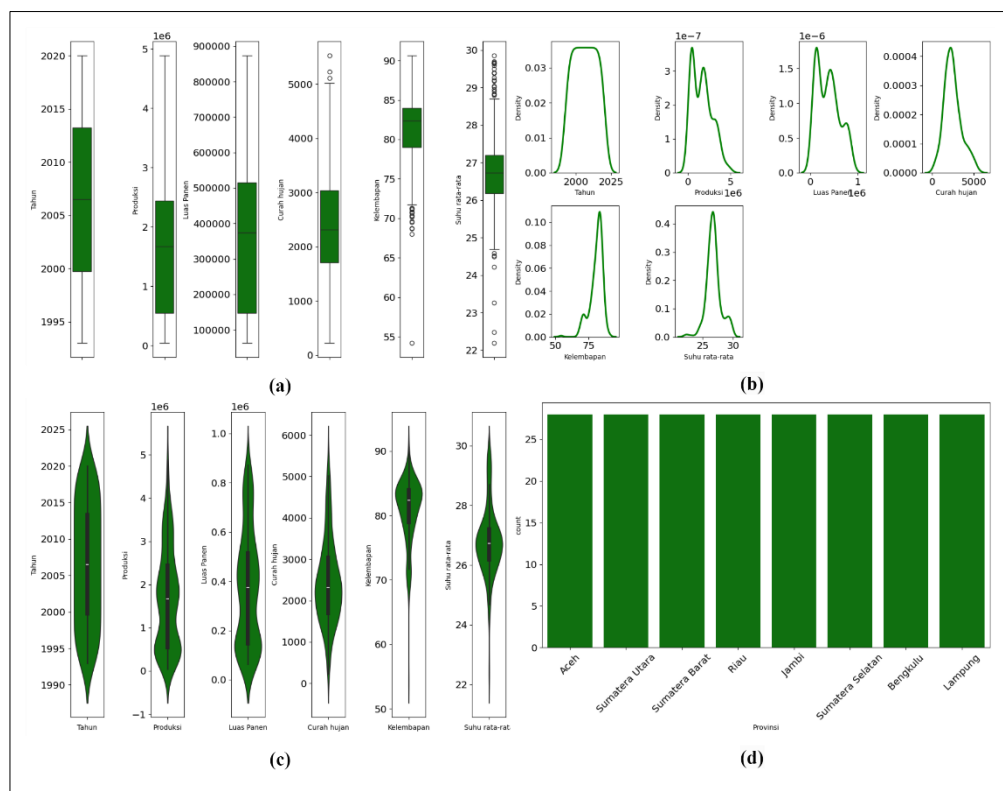 1e6
1e−7
1e−6
2020
2015
2010
2005
2000
1995
Tahun
5
4
3
2
1
0
Produksi
900000
800000
700000
600000
500000
400000
300000
200000
100000
Luas Panen
5000
4000
3000
2000
1000
0
Curah hujan
90
85
80
75
70
65
60
55
Kelembapan
30
29
28
27
26
25
24
23
22
Suhu rata-rata
0.03
0.02
0.01
0.00
Density
2000 2025
Tahun
3
2
1
0
Density
0 5
Produksi 1e6
1.5
1.0
0.5
0.0
Density
0 1
Luas Panen 1e6
0.0004
0.0003
0.0002
0.0001
0.0000
Density
0 5000
Curah hujan
0.10
0.08
0.06
0.04
0.02
0.00
Density
50 75
Kelembapan
0.4
0.3
0.2
0.1
0.0
Density
25 30
Suhu rata-rata
(a)
(b)
1e6
1e6
2025
2020
2015
2010
2005
2000
1995
1990
Tahun
Tahun
5
4
3
2
1
0
−1
Produksi
Produksi
1.0
0.8
0.6
0.4
0.2
0.0
Luas Panen
Luas Panen
6000
5000
4000
3000
2000
1000
0
Curah hujan
Curah hujan
90
80
70
60
50
Kelembapan
Kelembapan
30
28
26
24
22
Suhu rata-rata
Suhu rata-rat
25
20
15
10
5
0
count
Aceh
Sumatera Utara
Sumatera Barat
Riau
Jambi
Sumatera Selatan
Bengkulu
Lampung
Provinsi
(c)
(d)